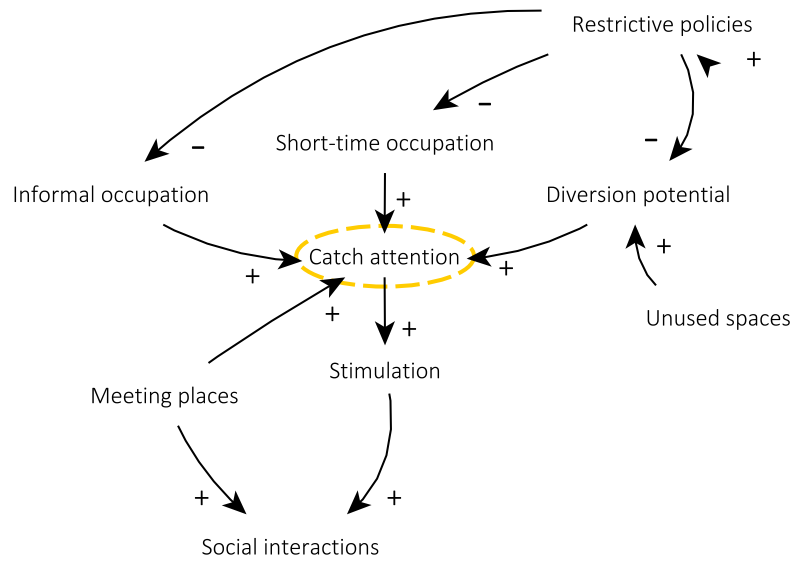 Restrictive policies
+
–
–
–
Short-time occupation
Informal occupation
Diversion potential
+
+
Catch attention
+
+
+
Unused spaces
+
Stimulation
Meeting places
+
+
Social interactions